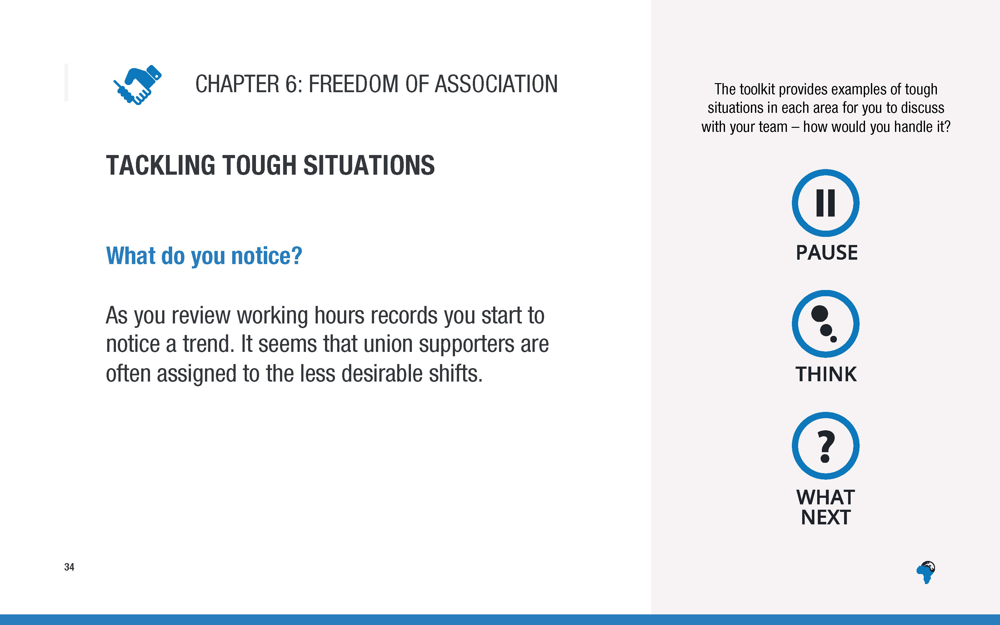 CHAPTER 6: FREEDOM OF ASSOCIATION
TACKLING TOUGH SITUATIONS
What do you notice?
As you review working hours records you start to
notice a trend. It seems that union supporters are
often assigned to the less desirable shifts.
The toolkit provides examples of tough
situations in each area for you to discuss
with your team – how would you handle it?
PAUSE
THINK
?
WHAT
NEXT
34